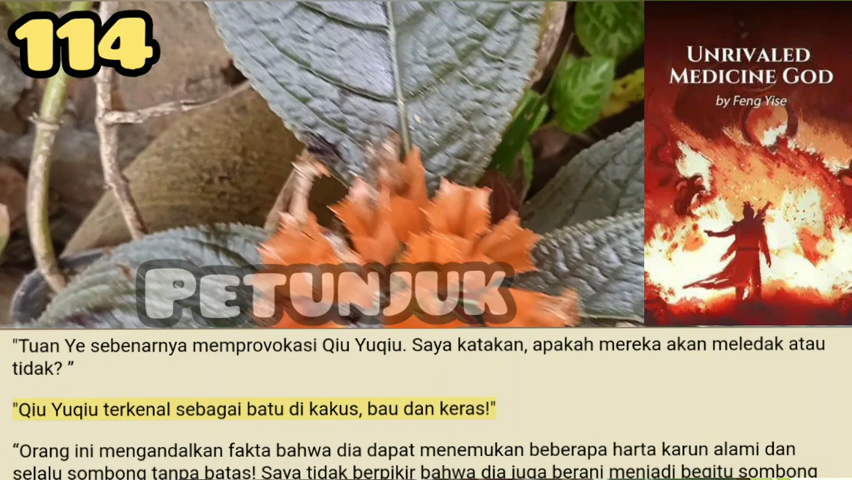 114
UNRIVALED
MEDICINE GOD
by Feng Yise
PETUNJUK
"Tuan Ye sebenarnya memprovokasi Qiu Yuqiu. Saya katakan, apakah mereka akan meledak atau
tidak? ”
"Qiu Yuqiu terkenal sebagai batu di kakus, bau dan keras!"
“Orang ini mengandalkan fakta bahwa dia dapat menemukan beberapa harta karun alami dan
selalu sombong tanpa batas! Saya tidak berpikir bahwa dia juga berani menjadi begitu sombong